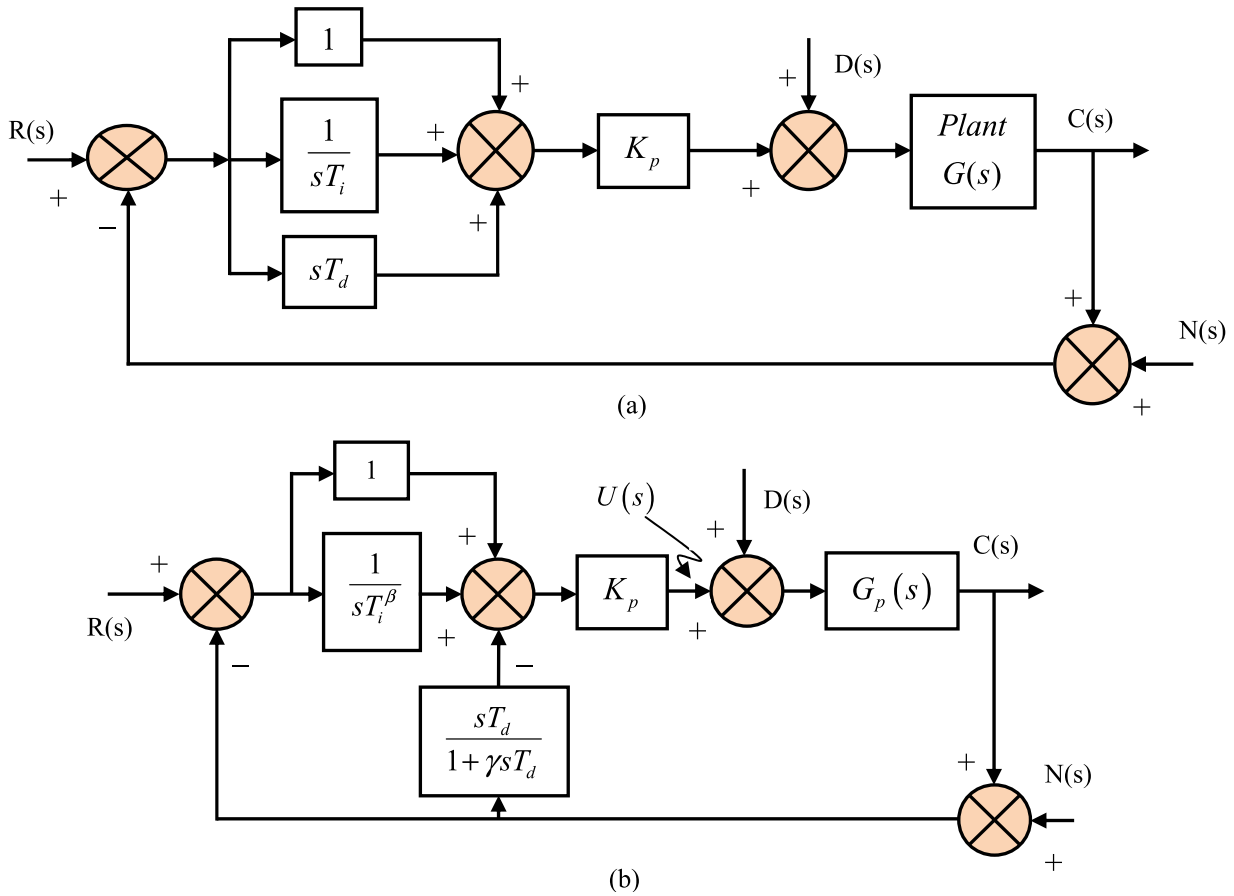 1
D(s)
+
+
R(s)
1
sT_i
+
K_p
Plant
G(s)
C(s)
+
+
−
+
sT_d
+
N(s)
+
(a)
1
U(s)
D(s)
+
+
+
C(s)
R(s)
1
sT_i^β
K_p
G_p(s)
+
+
−
−
sT_d
1 + γsT_d
+
N(s)
+
(b)